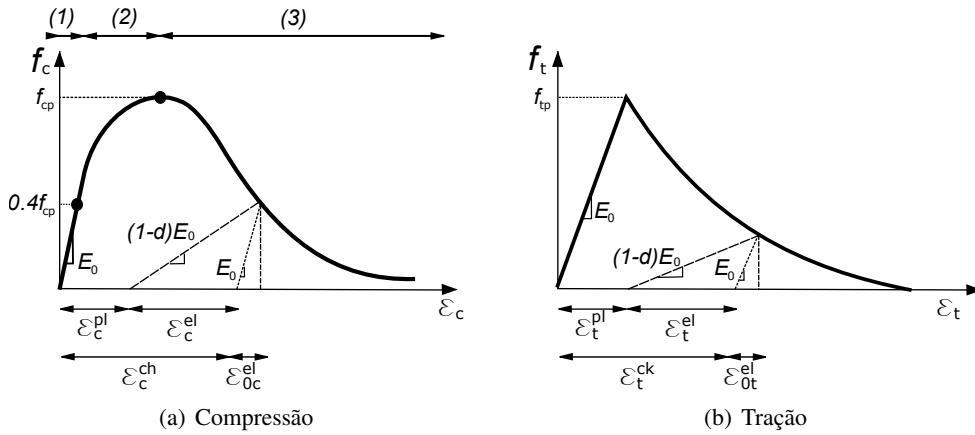 (1) (2) (3)
f_c
f_cp
0.4f_cp
E_0
(1-d)E_0
E_0
ε_c
ε_c^pl ε_c^el
ε_c^ch ε_0c^el
(a) Compressão
f_t
f_tp
E_0
(1-d)E_0
E_0
ε_t
ε_t^pl ε_t^el
ε_t^ck ε_0t^el
(b) Tração